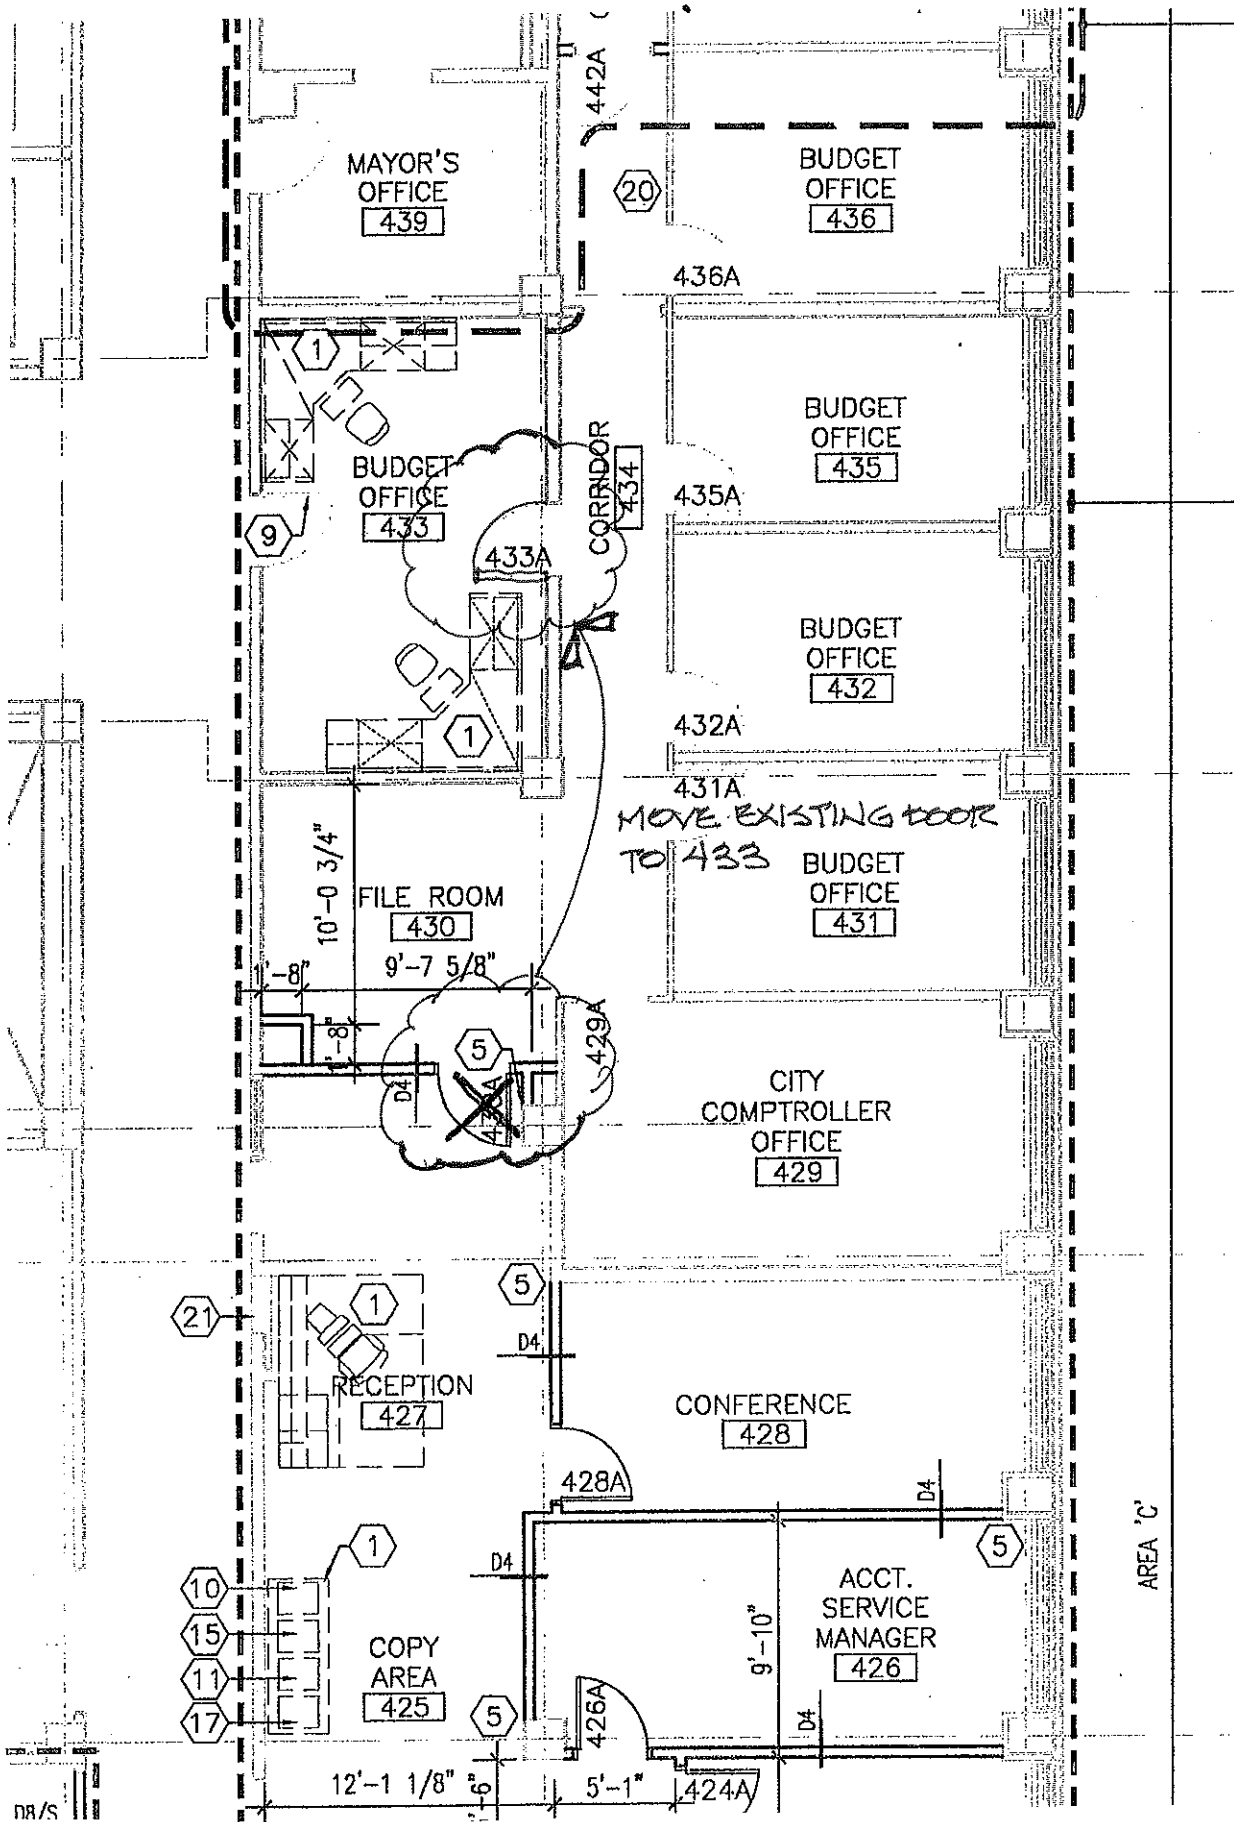 442A
MAYOR'S
OFFICE
439
20
BUDGET
OFFICE
436
436A
1
BUDGET
OFFICE
433
9
433A
CORRIDOR
434
BUDGET
OFFICE
435
435A
BUDGET
OFFICE
432
432A
1
431A
MOVE EXISTING DOOR
TO 433
BUDGET
OFFICE
431
10'-0 3/4"
FILE ROOM
430
1'-8"
9'-7 5/8"
1'-8"
5
429A
D4
430A
CITY
COMPTROLLER
OFFICE
429
5
21
1
D4
RECEPTION
427
CONFERENCE
428
428A
D4
5
1
D4
10
15
11
17
COPY
AREA
425
5
ACCT.
SERVICE
MANAGER
426
9'-10"
426A
D4
AREA 'C'
12'-1 1/8"
5'-1"
424A